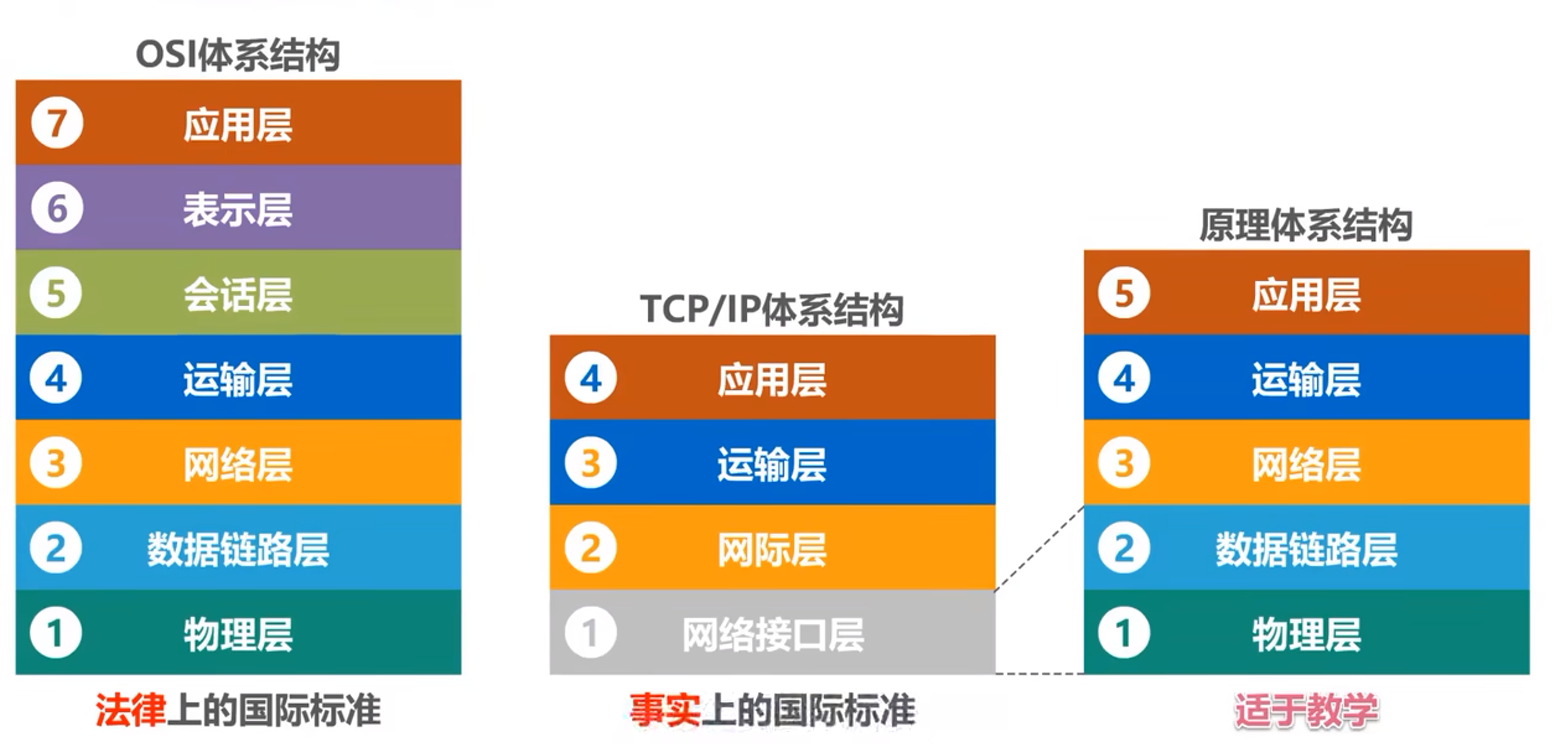 OSI体系结构
7 应用层
6 表示层
5 会话层
4 运输层
3 网络层
2 数据链路层
1 物理层
法律上的国际标准
TCP/IP体系结构
4 应用层
3 运输层
2 网际层
1 网络接口层
事实上的国际标准
原理体系结构
5 应用层
4 运输层
3 网络层
2 数据链路层
1 物理层
适于教学